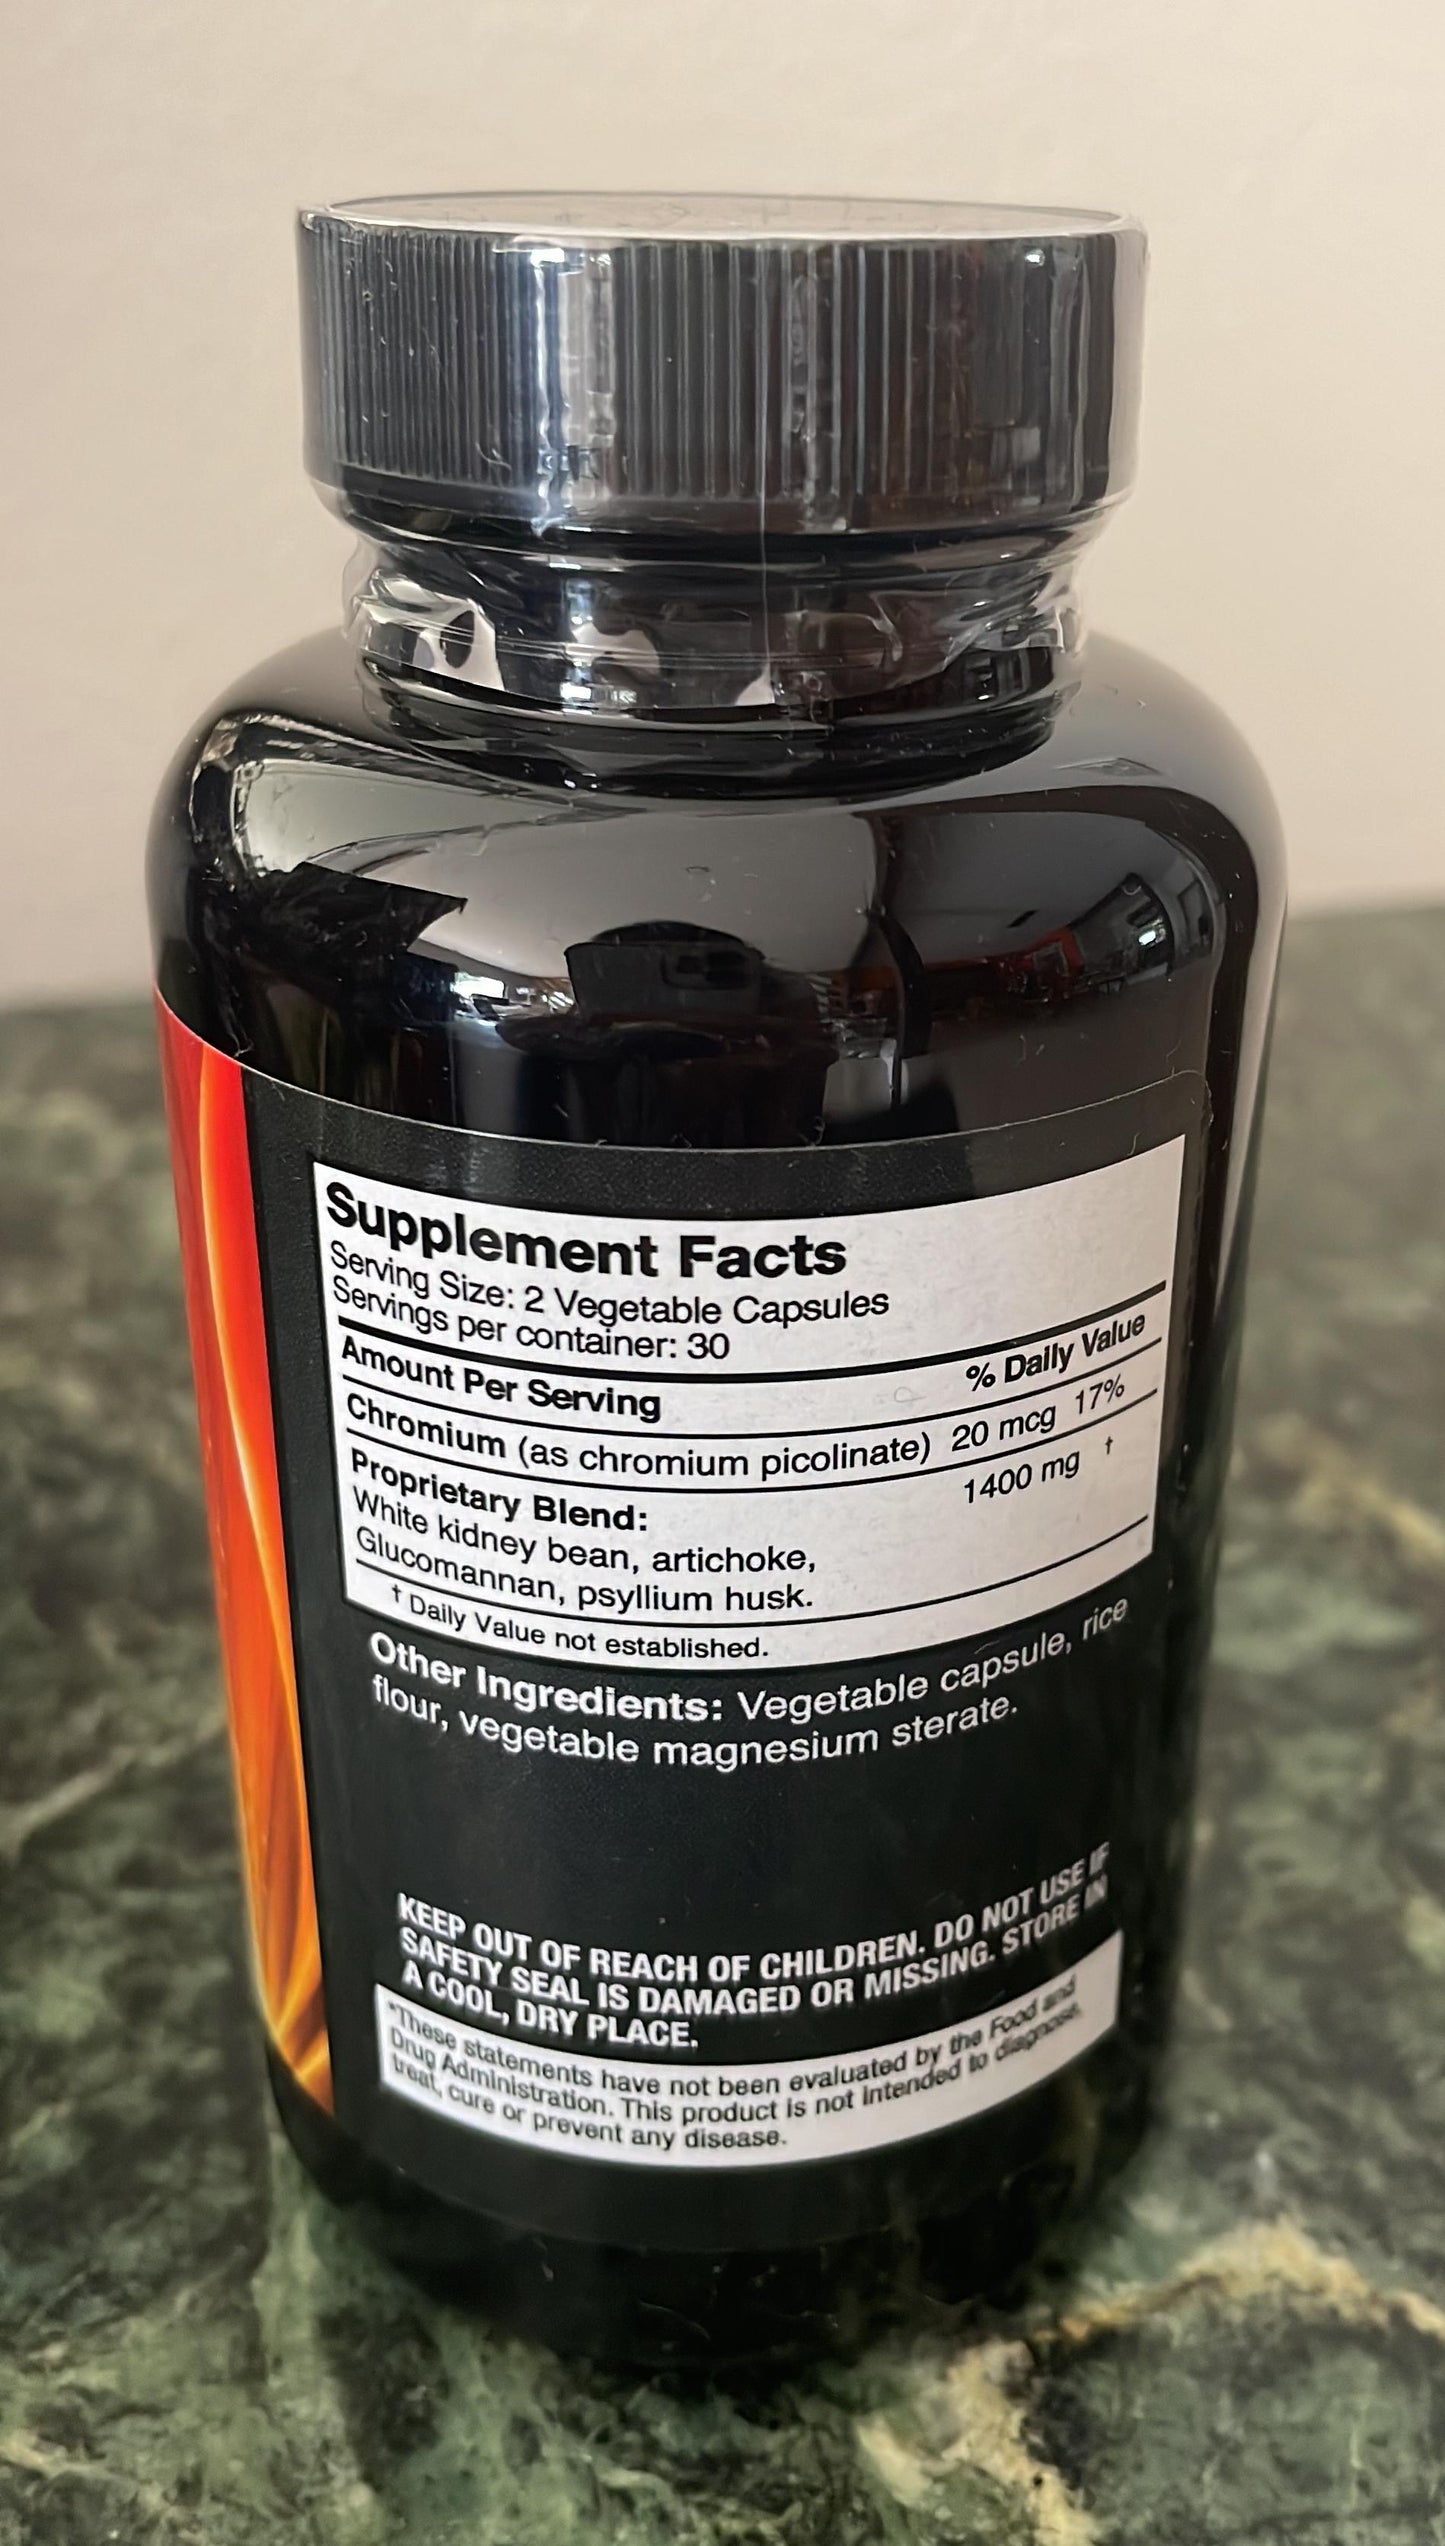 Supplement Facts
Serving Size: 2 Vegetable Capsules
Servings per container: 30
Amount Per Serving % Daily Value
Chromium (as chromium picolinate) 20 mcg 17%
Proprietary Blend: 1400 mg †
White kidney bean, artichoke,
Glucomannan, psyllium husk.
† Daily Value not established.
Other Ingredients: Vegetable capsule, rice
flour, vegetable magnesium sterate.
KEEP OUT OF REACH OF CHILDREN. DO NOT USE IF
SAFETY SEAL IS DAMAGED OR MISSING. STORE IN
A COOL, DRY PLACE.
*These statements have not been evaluated by the Food and
Drug Administration. This product is not intended to diagnose,
treat, cure or prevent any disease.